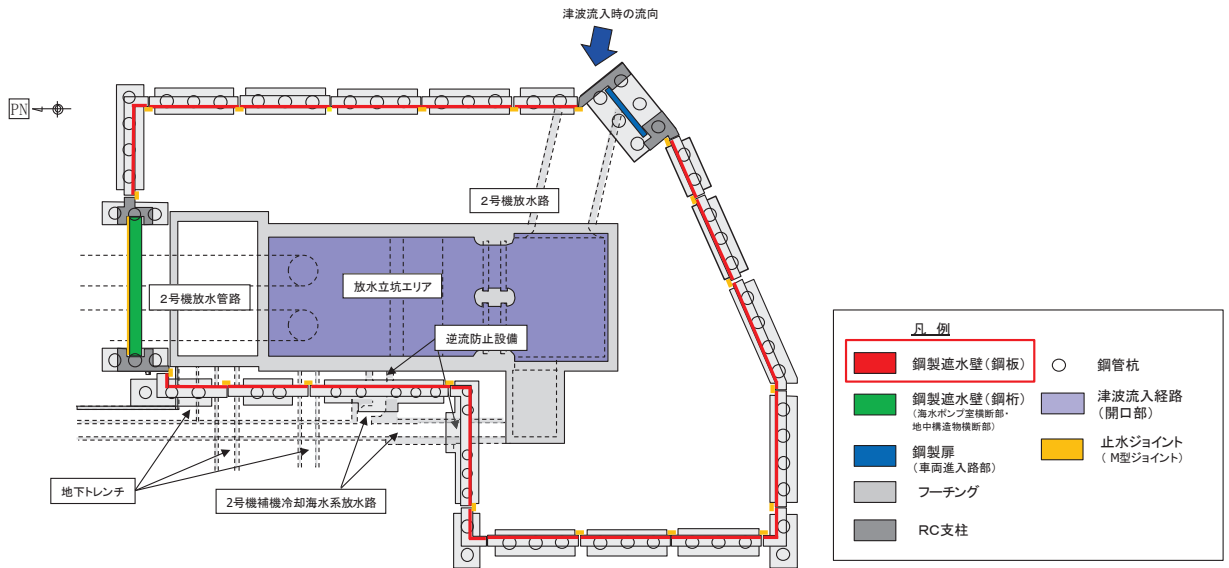 津波流入時の流向
PN
2号機放水路
放水立坑エリア
2号機放水管路
逆流防止設備
地下トレンチ
2号機補機冷却海水系放水路
凡 例
鋼製遮水壁(鋼板)
鋼製遮水壁(鋼桁)
(海水ポンプ室横断部・
地中構造物横断部)
鋼製扉
(車両進入路部)
フーチング
RC支柱
鋼管杭
津波流入経路
(開口部)
止水ジョイント
(M型ジョイント)